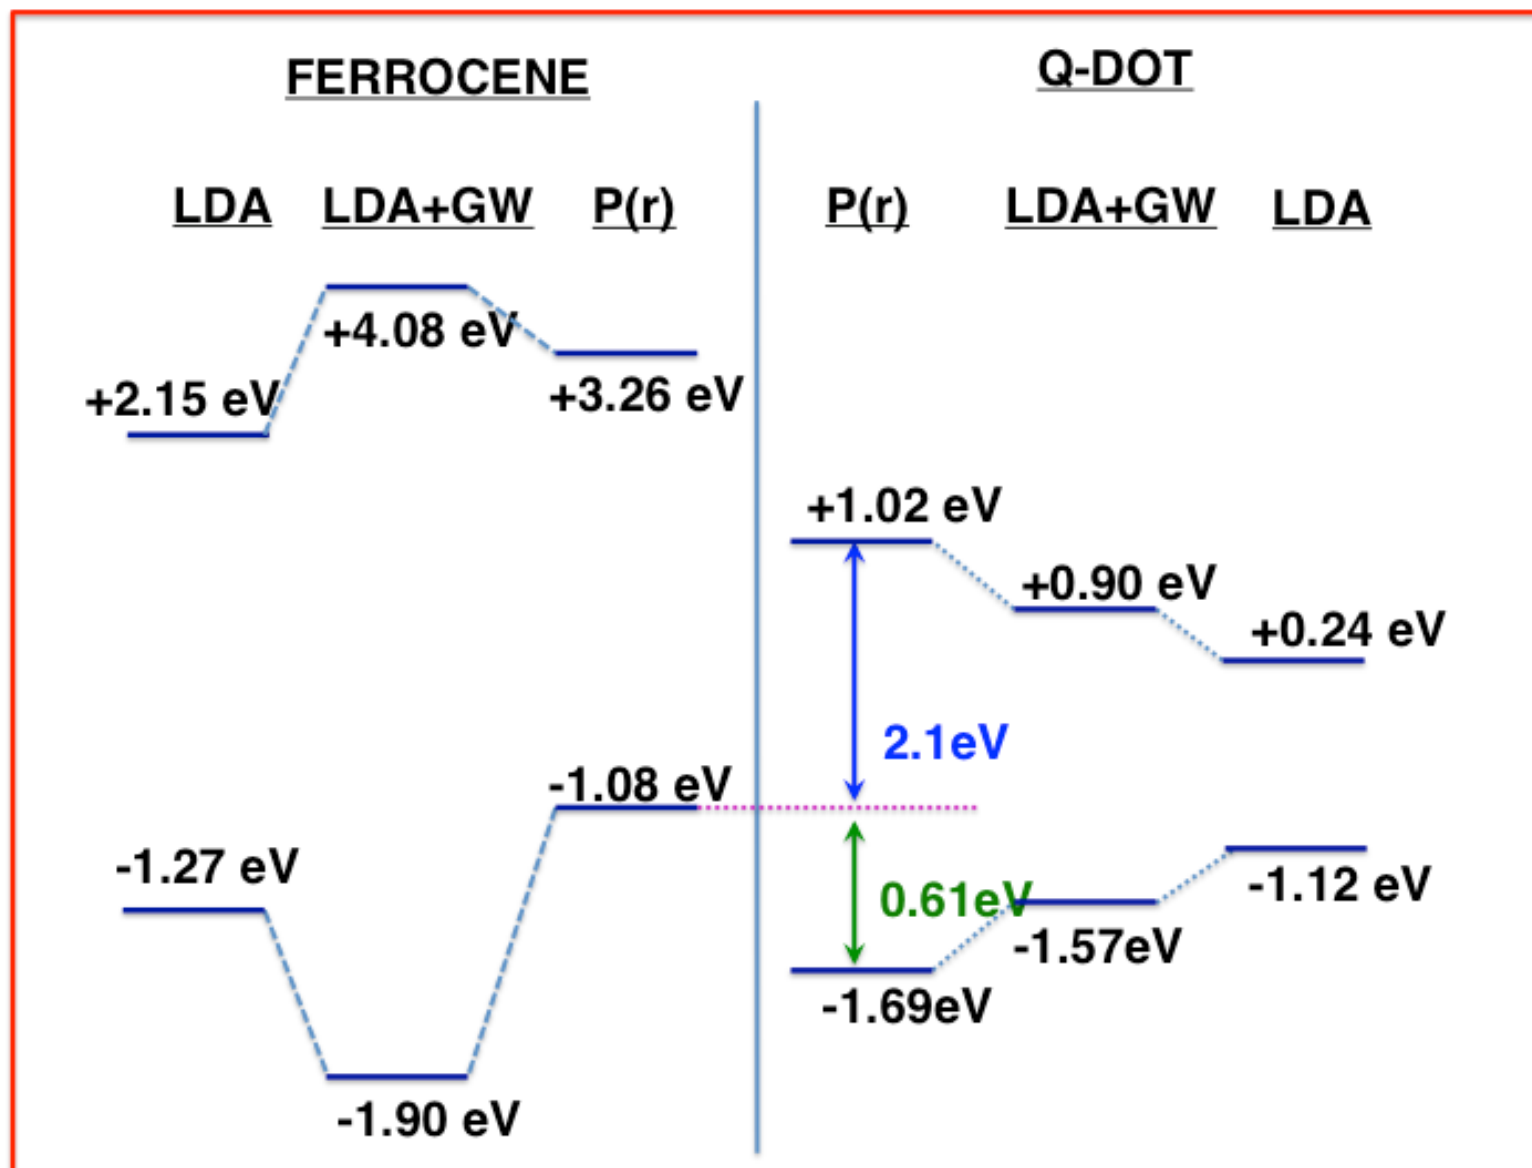 FERROCENE
Q-DOT
LDA LDA+GW P(r)
P(r) LDA+GW LDA
+4.08 eV
+2.15 eV
+3.26 eV
-1.08 eV
-1.27 eV
-1.90 eV
+1.02 eV
+0.90 eV
+0.24 eV
2.1eV
0.61eV
-1.12 eV
-1.57eV
-1.69eV